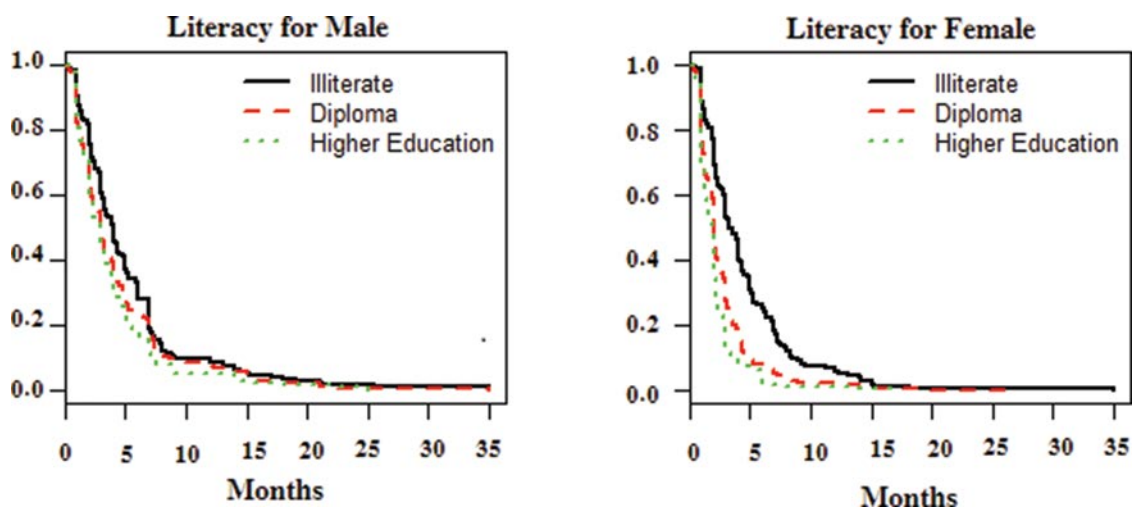 Literacy for Male
1.0
0.8
0.6
0.4
0.2
0.0
Illiterate
Diploma
Higher Education
0 5 10 15 20 25 30 35
Months
Literacy for Female
1.0
0.8
0.6
0.4
0.2
0.0
Illiterate
Diploma
Higher Education
0 5 10 15 20 25 30 35
Months